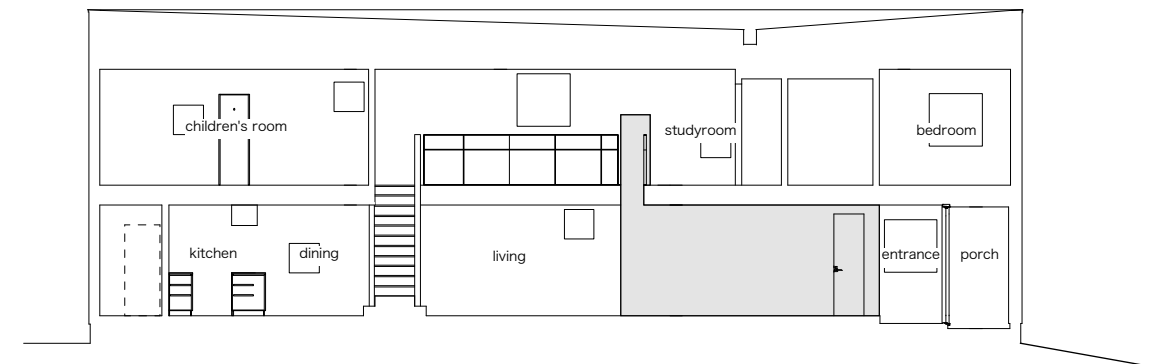 children's room
studyroom
bedroom
kitchen
dining
living
entrance
porch